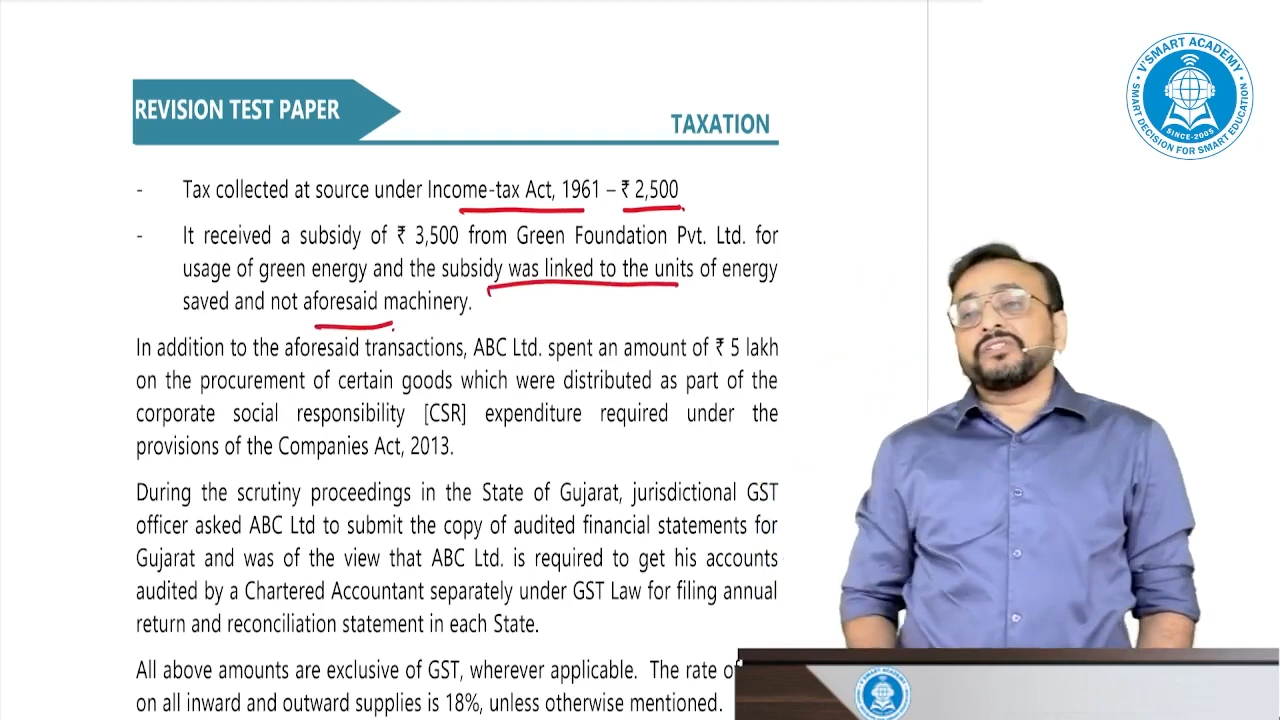 V'SMART ACADEMY
SMART DECISION FOR SMART EDUCATION
SINCE-2005
REVISION TEST PAPER
TAXATION
- Tax collected at source under Income-tax Act, 1961 – ₹ 2,500
- It received a subsidy of ₹ 3,500 from Green Foundation Pvt. Ltd. for
usage of green energy and the subsidy was linked to the units of energy
saved and not aforesaid machinery.
In addition to the aforesaid transactions, ABC Ltd. spent an amount of ₹ 5 lakh
on the procurement of certain goods which were distributed as part of the
corporate social responsibility [CSR] expenditure required under the
provisions of the Companies Act, 2013.
During the scrutiny proceedings in the State of Gujarat, jurisdictional GST
officer asked ABC Ltd to submit the copy of audited financial statements for
Gujarat and was of the view that ABC Ltd. is required to get his accounts
audited by a Chartered Accountant separately under GST Law for filing annual
return and reconciliation statement in each State.
All above amounts are exclusive of GST, wherever applicable. The rate of
on all inward and outward supplies is 18%, unless otherwise mentioned.